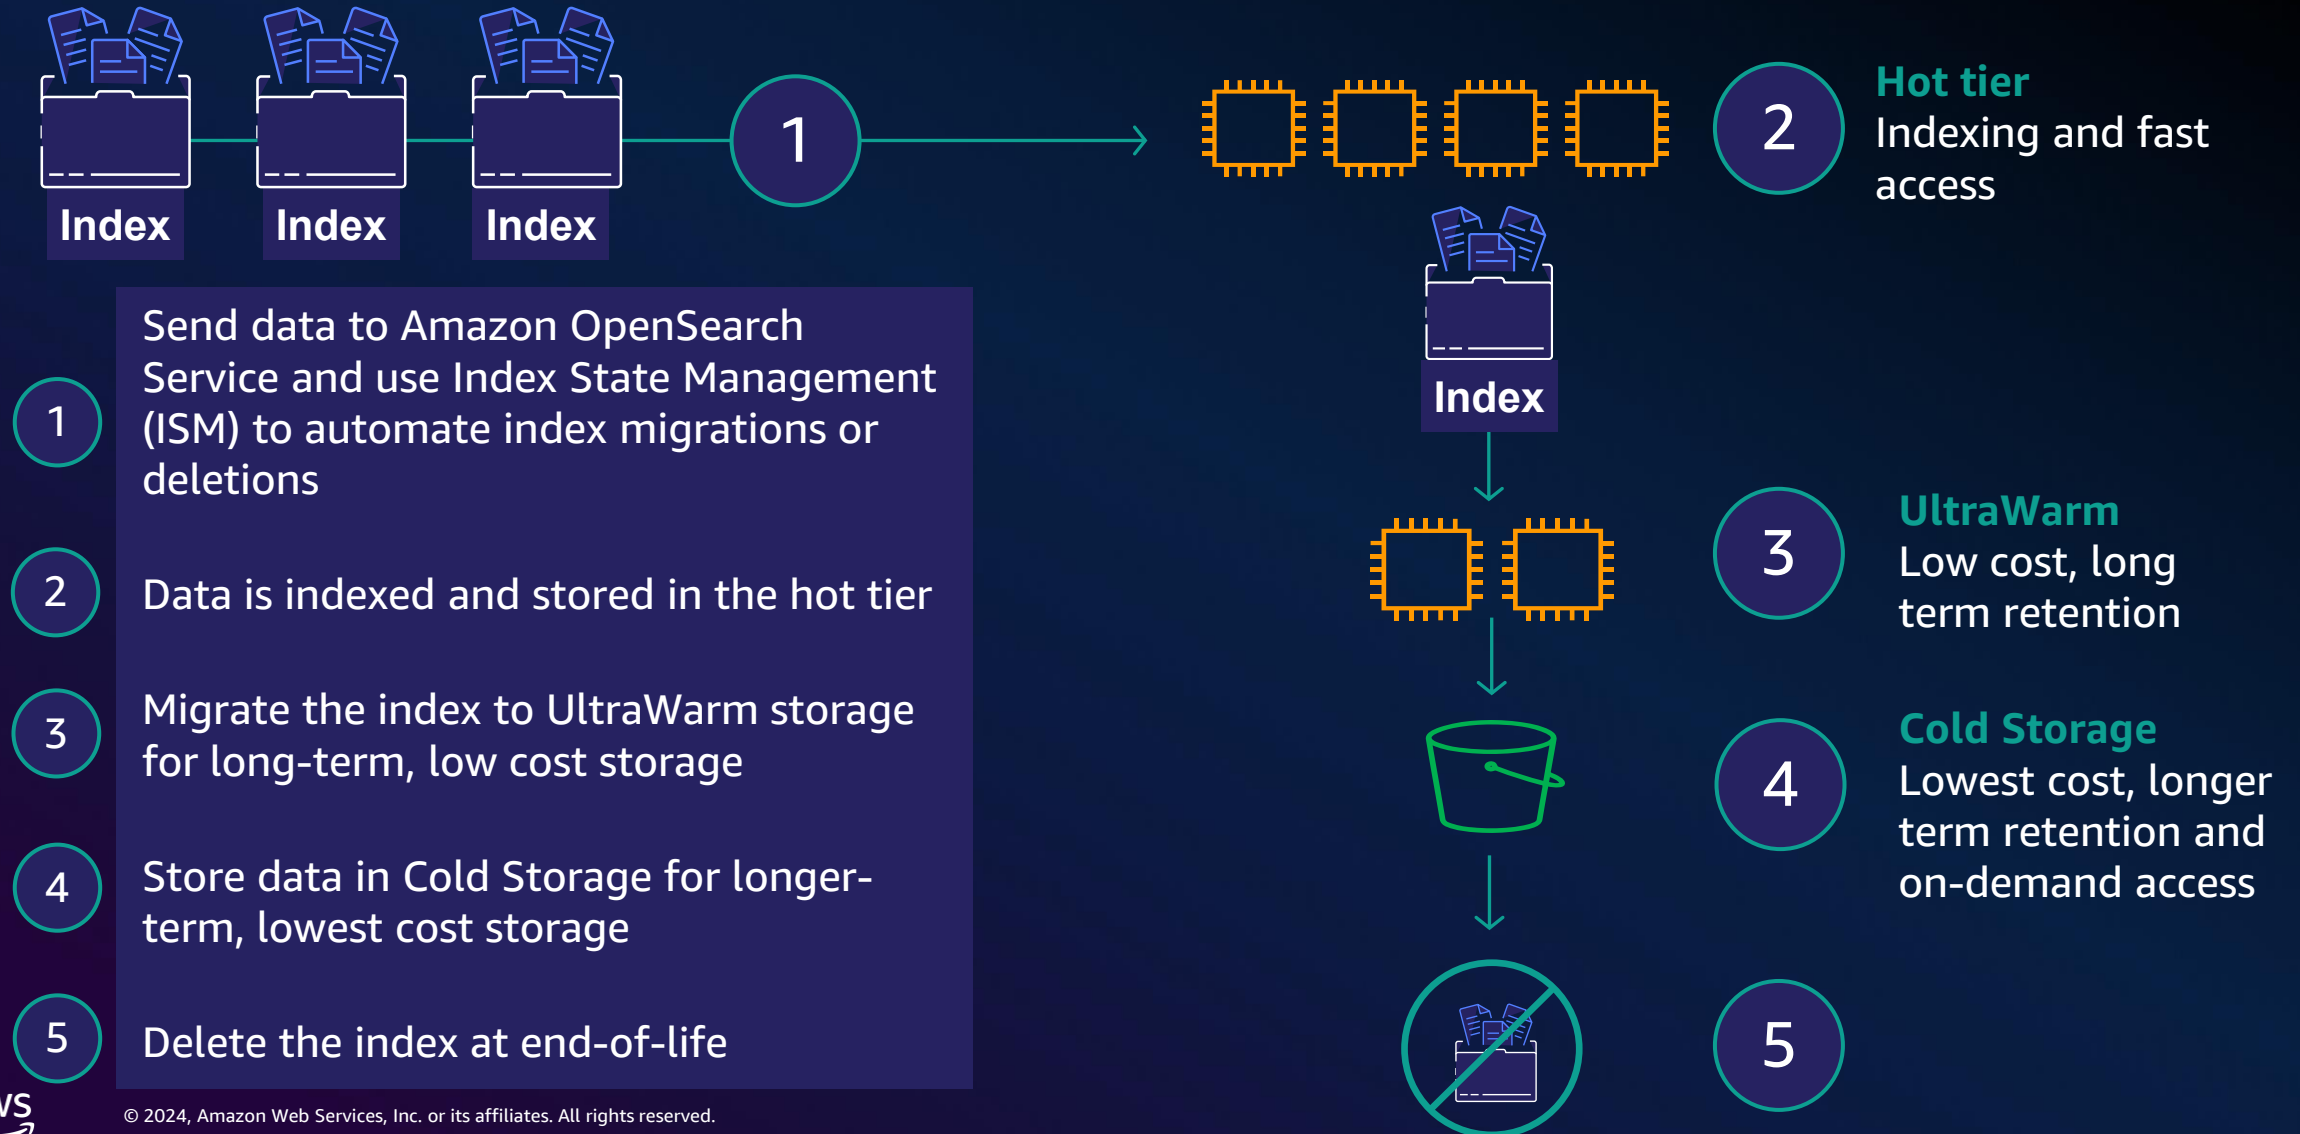 1
Index
Index
Index
2
Hot tier
Indexing and fast
access
Index
1
Send data to Amazon OpenSearch
Service and use Index State Management
(ISM) to automate index migrations or
deletions
2
Data is indexed and stored in the hot tier
3
Migrate the index to UltraWarm storage
for long-term, low cost storage
4
Store data in Cold Storage for longer-
term, lowest cost storage
5
Delete the index at end-of-life
3
UltraWarm
Low cost, long
term retention
4
Cold Storage
Lowest cost, longer
term retention and
on-demand access
5
© 2024, Amazon Web Services, Inc. or its affiliates. All rights reserved.